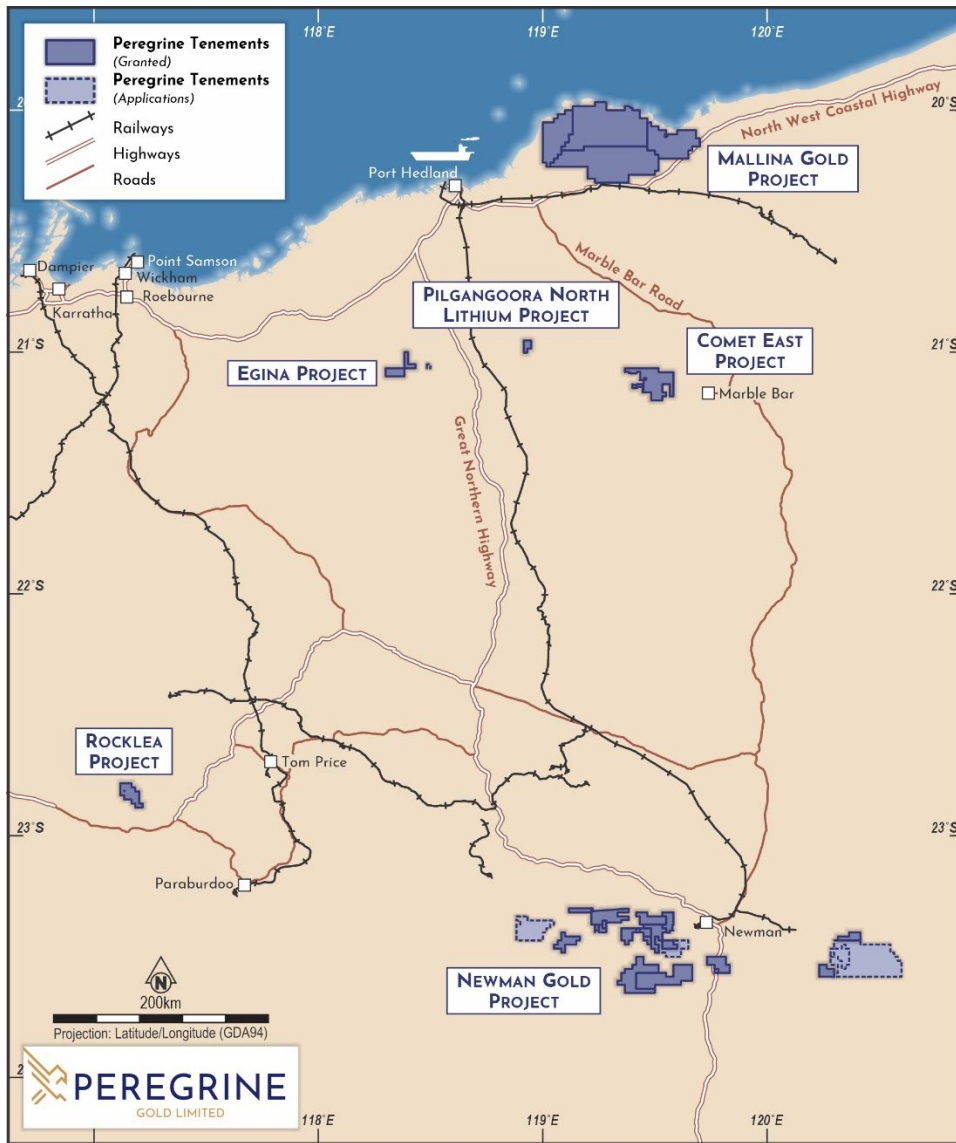 118°E
119°E
120°E
Peregrine Tenements
(Granted)
Peregrine Tenements
(Applications)
Railways
Highways
Roads
20°S
North West Coastal Highway
Mallina Gold
Project
Port Hedland
Marble Bar Road
Point Samson
Dampier
Wickham
Roebourne
Karratha
Pilgangoora North
Lithium Project
21°S
21°S
Egina Project
Comet East
Project
Marble Bar
Great Northern Highway
22°S
22°S
Rocklea
Project
Tom Price
23°S
23°S
Paraburdoo
Newman
Newman Gold
Project
N
200km
Projection: Latitude/Longitude (GDA94)
PEREGRINE
GOLD LIMITED
118°E
119°E
120°E